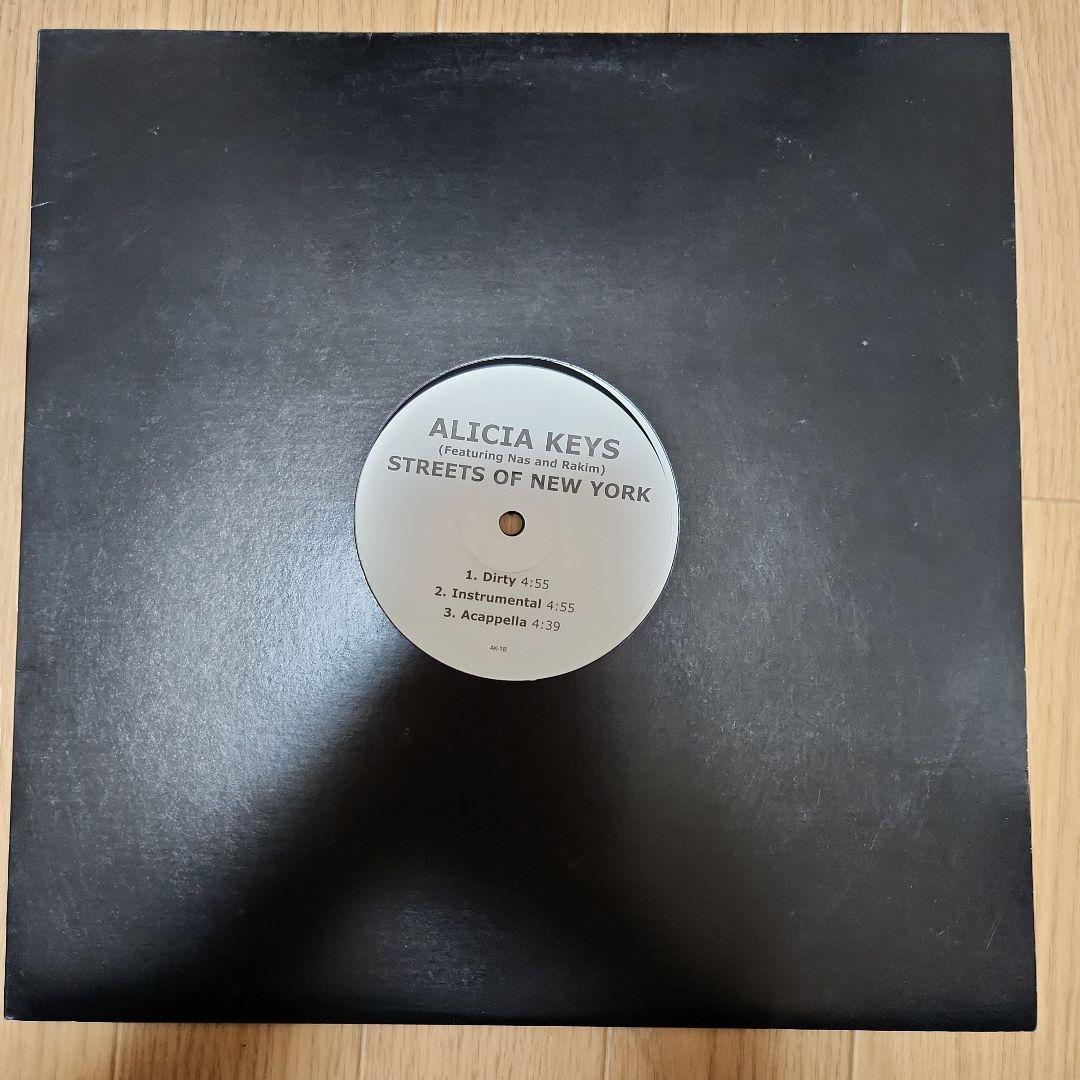 ALICIA KEYS
(Featuring Nas and Rakim)
STREETS OF NEW YORK
1. Dirty 4:55
2. Instrumental 4:55
3. Acappella 4:39
AK-1B